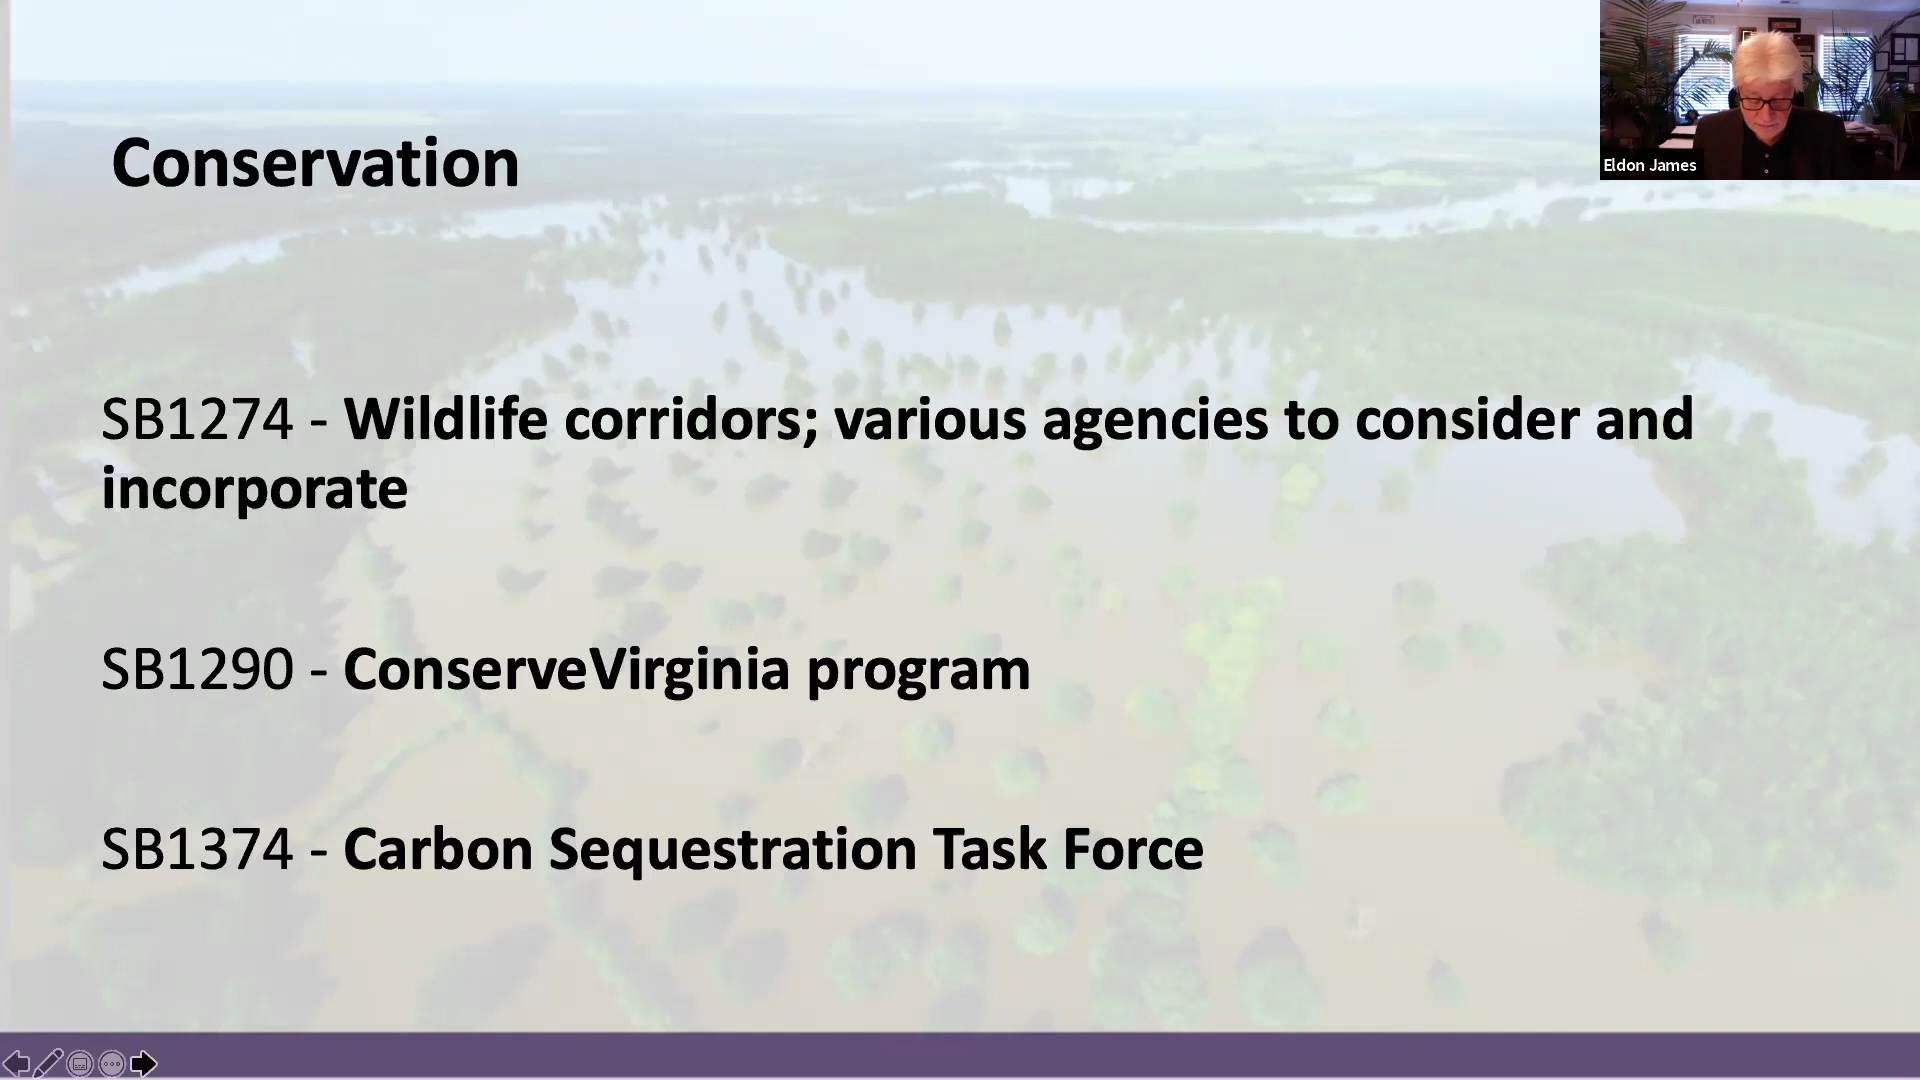 Conservation
Eldon James
SB1274 - Wildlife corridors; various agencies to consider and
incorporate
SB1290 - ConserveVirginia program
SB1374 - Carbon Sequestration Task Force